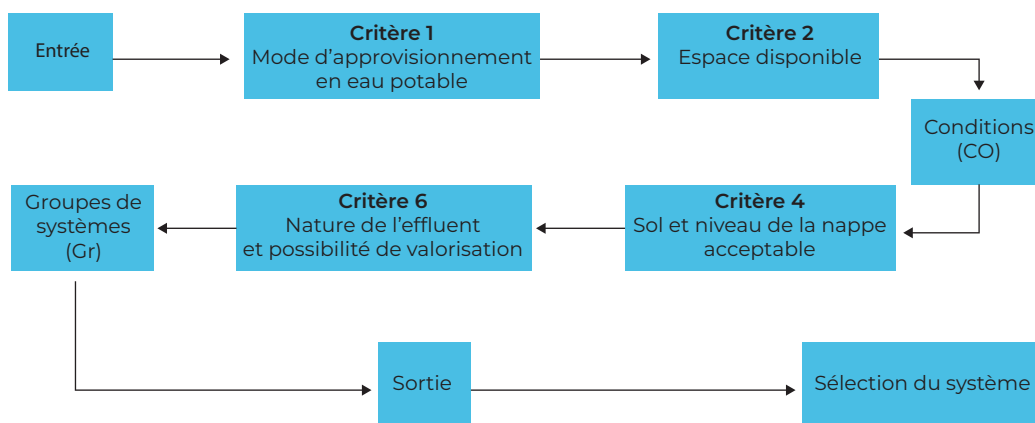 Entrée
Critère 1
Mode d’approvisionnement
en eau potable
Critère 2
Espace disponible
Conditions
(CO)
Critère 4
Sol et niveau de la nappe
acceptable
Critère 6
Nature de l’effluent
et possibilité de valorisation
Groupes de
systèmes
(Gr)
Sortie
Sélection du système